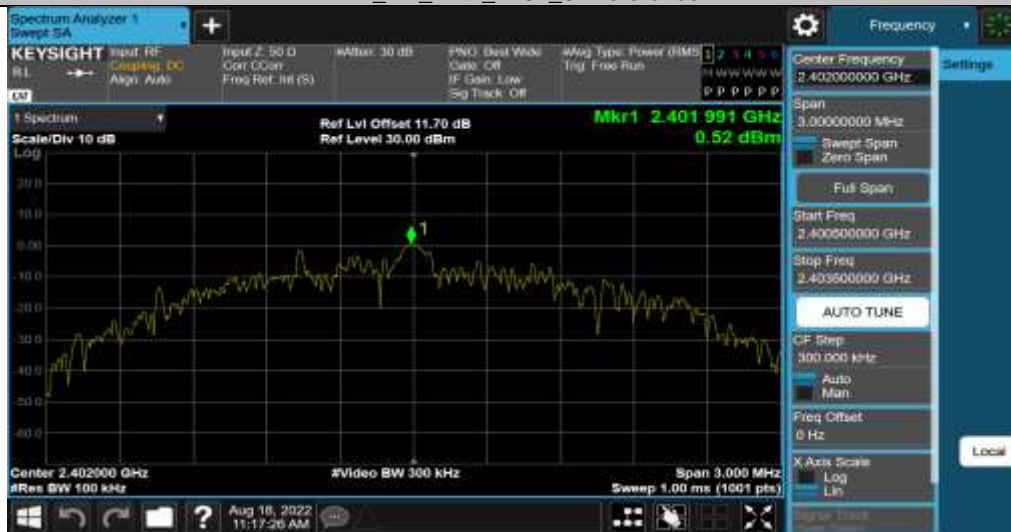 Spectrum Analyzer 1
Swept SA
+
Frequency
KEYSIGHT
RL
Input: RF
Coupling: DC
Align: Auto
Input Z: 50 Ω
Corr CCorr
Freq Ref: Int (S)
#Atten: 30 dB
PNO: Best Wide
Gate: Off
IF Gain: Low
Sig Track: Off
#Avg Type: Power (RMS)
Trig: Free Run
1 2 3 4 5 6
M W W W W W
P P P P P P
1 Spectrum
Scale/Div 10 dB
Log
Ref Lvl Offset 11.70 dB
Ref Level 30.00 dBm
Mkr1 2.401 991 GHz
0.52 dBm
20.0
10.0
0.00
-10.0
-20.0
-30.0
-40.0
-50.0
-60.0
1
Center 2.402000 GHz
#Res BW 100 kHz
#Video BW 300 kHz
Span 3.000 MHz
Sweep 1.00 ms (1001 pts)
Aug 18, 2022
11:17:26 AM
Center Frequency
2.402000000 GHz
Settings
Span
3.00000000 MHz
Swept Span
Zero Span
Full Span
Start Freq
2.400500000 GHz
Stop Freq
2.403500000 GHz
AUTO TUNE
CF Step
300.000 kHz
Auto
Man
Freq Offset
0 Hz
X Axis Scale
Log
Lin
Local
Signal Track